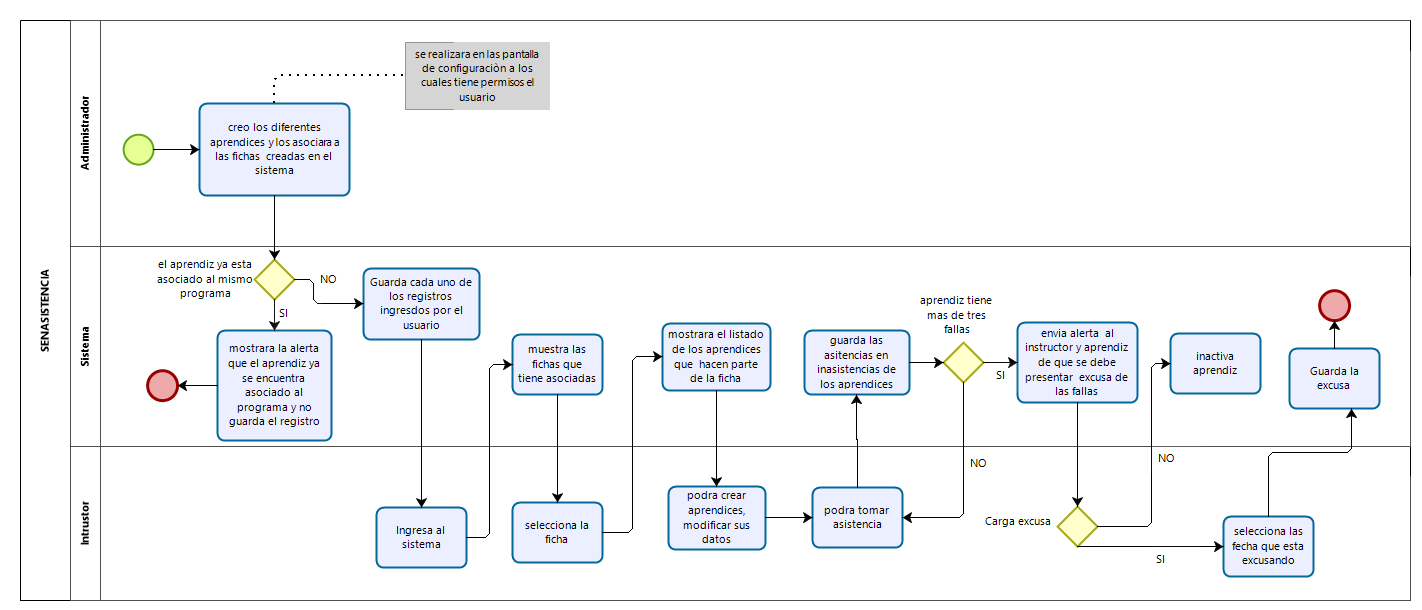 SENASISTENCIA
Administrador
se realizara en las pantalla
de configuraciòn a los
cuales tiene permisos el
usuario
creo los diferentes
aprendices y los asociara a
las fichas creadas en el
sistema
Sistema
el aprendiz ya esta
asociado al mismo
programa
NO
SI
Guarda cada uno de
los registros
ingresdos por el
usuario
mostrara la alerta
que el aprendiz ya
se encuentra
asociado al
programa y no
guarda el registro
muestra las
fichas que
tiene asociadas
mostrara el listado
de los aprendices
que hacen parte
de la ficha
guarda las
asitencias en
inasistencias de
los aprendices
aprendiz tiene
mas de tres
fallas
SI
NO
envia alerta al
instructor y aprendiz
de que se debe
presentar excusa de
las fallas
inactiva
aprendiz
Guarda la
excusa
Intrustor
Ingresa al
sistema
selecciona la
ficha
podra crear
aprendices,
modificar sus
datos
podra tomar
asistencia
Carga excusa
NO
SI
selecciona las
fecha que esta
excusando